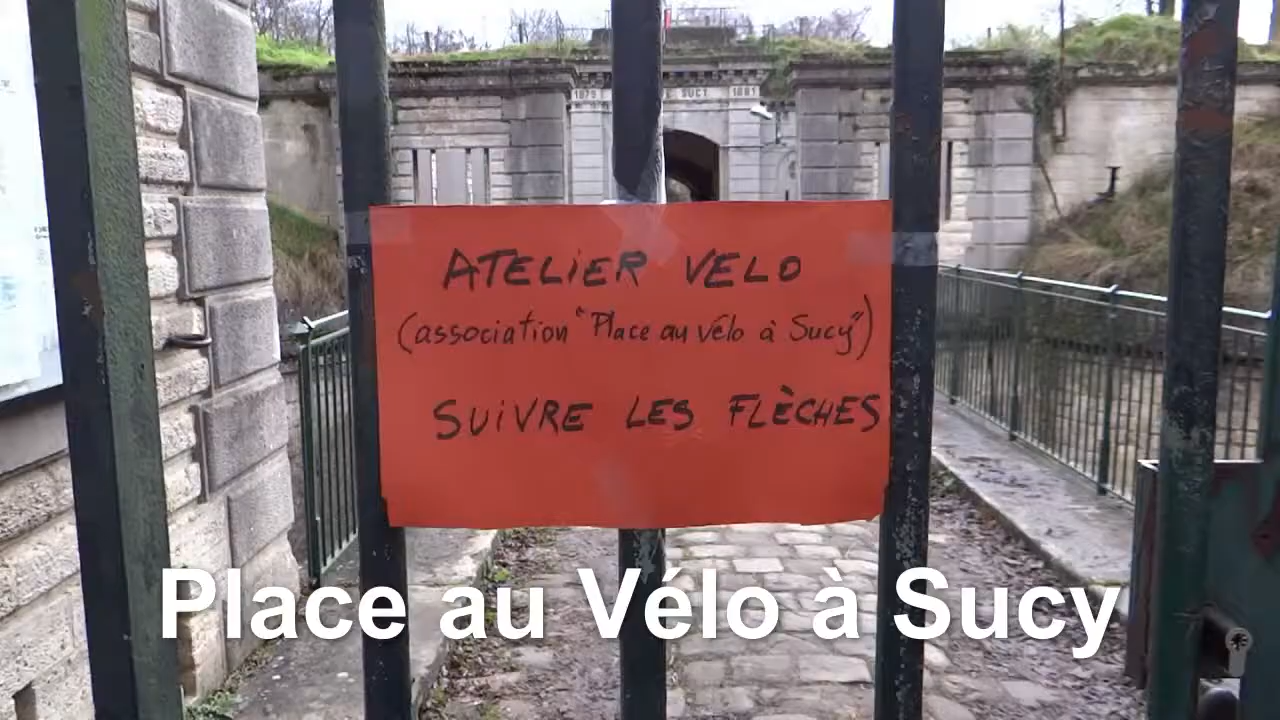 1879 SUCY 1881
ATELIER VELO
(association "Place au vélo à Sucy")
SUIVRE LES FLÈCHES
Place au Vélo à Sucy